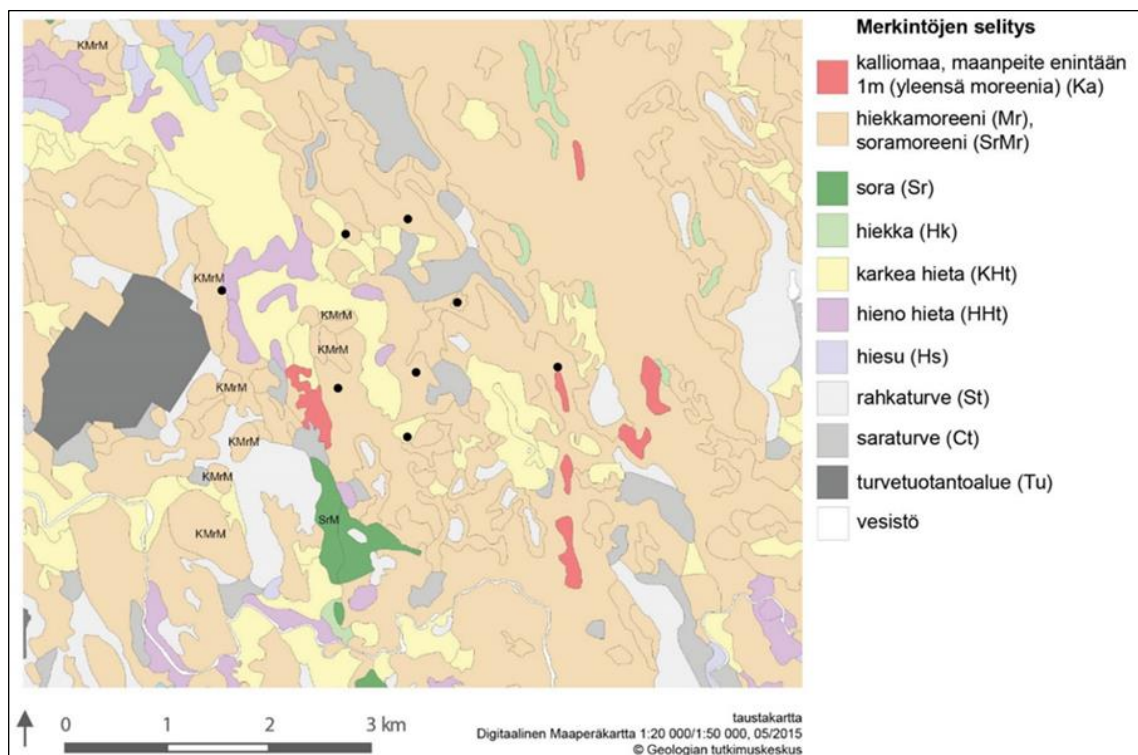 KMrM
KMrM
KMrM
KMrM
KMrM
KMrM
KMrM
KMrM
SrM
Merkintöjen selitys
kalliomaa, maanpeite enintään
1m (yleensä moreenia) (Ka)
hiekkamoreeni (Mr),
soramoreeni (SrMr)
sora (Sr)
hiekka (Hk)
karkea hieta (KHt)
hieno hieta (HHt)
hiesu (Hs)
rahkaturve (St)
saraturve (Ct)
turvetuotantoalue (Tu)
vesistö
0 1 2 3 km
taustakartta
Digitaalinen Maaperäkartta 1:20 000/1:50 000, 05/2015
© Geologian tutkimuskeskus